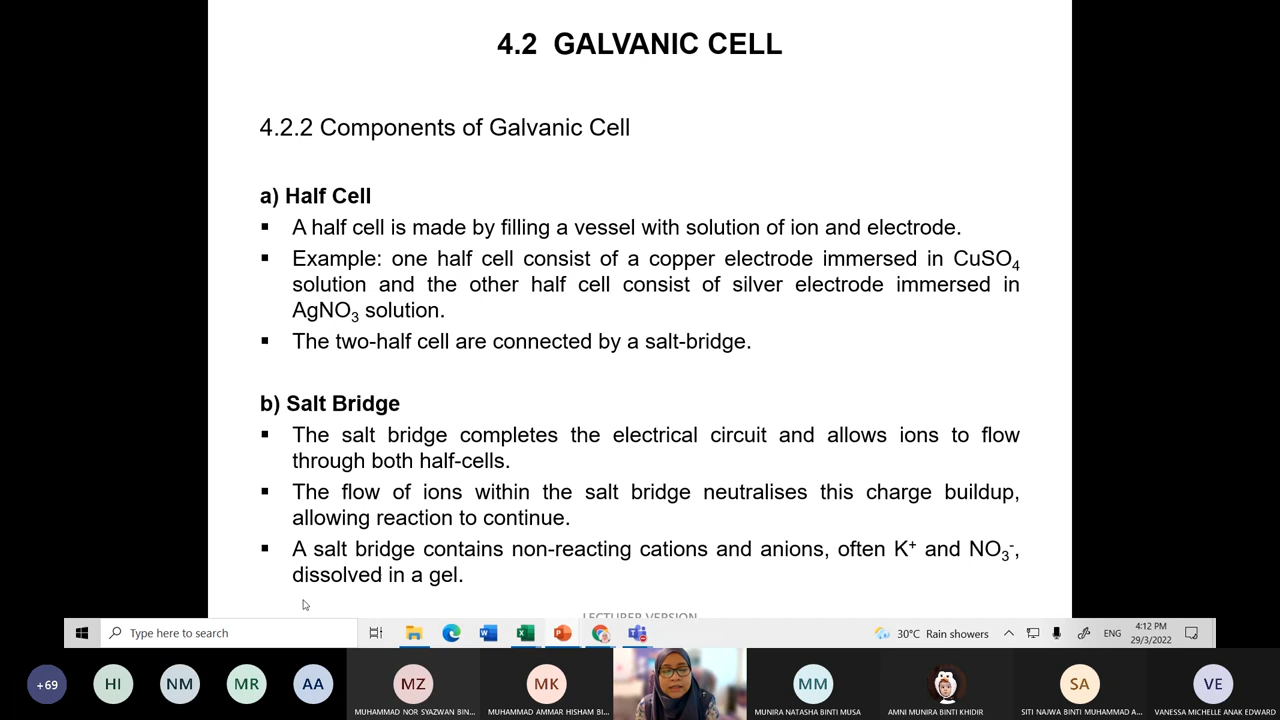 4.2 GALVANIC CELL
4.2.2 Components of Galvanic Cell
a) Half Cell
▪ A half cell is made by filling a vessel with solution of ion and electrode.
▪ Example: one half cell consist of a copper electrode immersed in CuSO₄
solution and the other half cell consist of silver electrode immersed in
AgNO₃ solution.
▪ The two-half cell are connected by a salt-bridge.
b) Salt Bridge
▪ The salt bridge completes the electrical circuit and allows ions to flow
through both half-cells.
▪ The flow of ions within the salt bridge neutralises this charge buildup,
allowing reaction to continue.
▪ A salt bridge contains non-reacting cations and anions, often K⁺ and NO₃⁻,
dissolved in a gel.
LECTURER VERSION
Type here to search
30°C Rain showers
ENG
4:12 PM
29/3/2022
+69
HI
NM
MR
AA
MZ
MK
MM
SA
VE
MUHAMMAD NOR SYAZWAN BIN...
MUHAMMAD AMMAR HISHAM BI...
MUNIRA NATASHA BINTI MUSA
AMNI MUNIRA BINTI KHIDIR
SITI NAJWA BINTI MUHAMMAD A...
VANESSA MICHELLE ANAK EDWARD